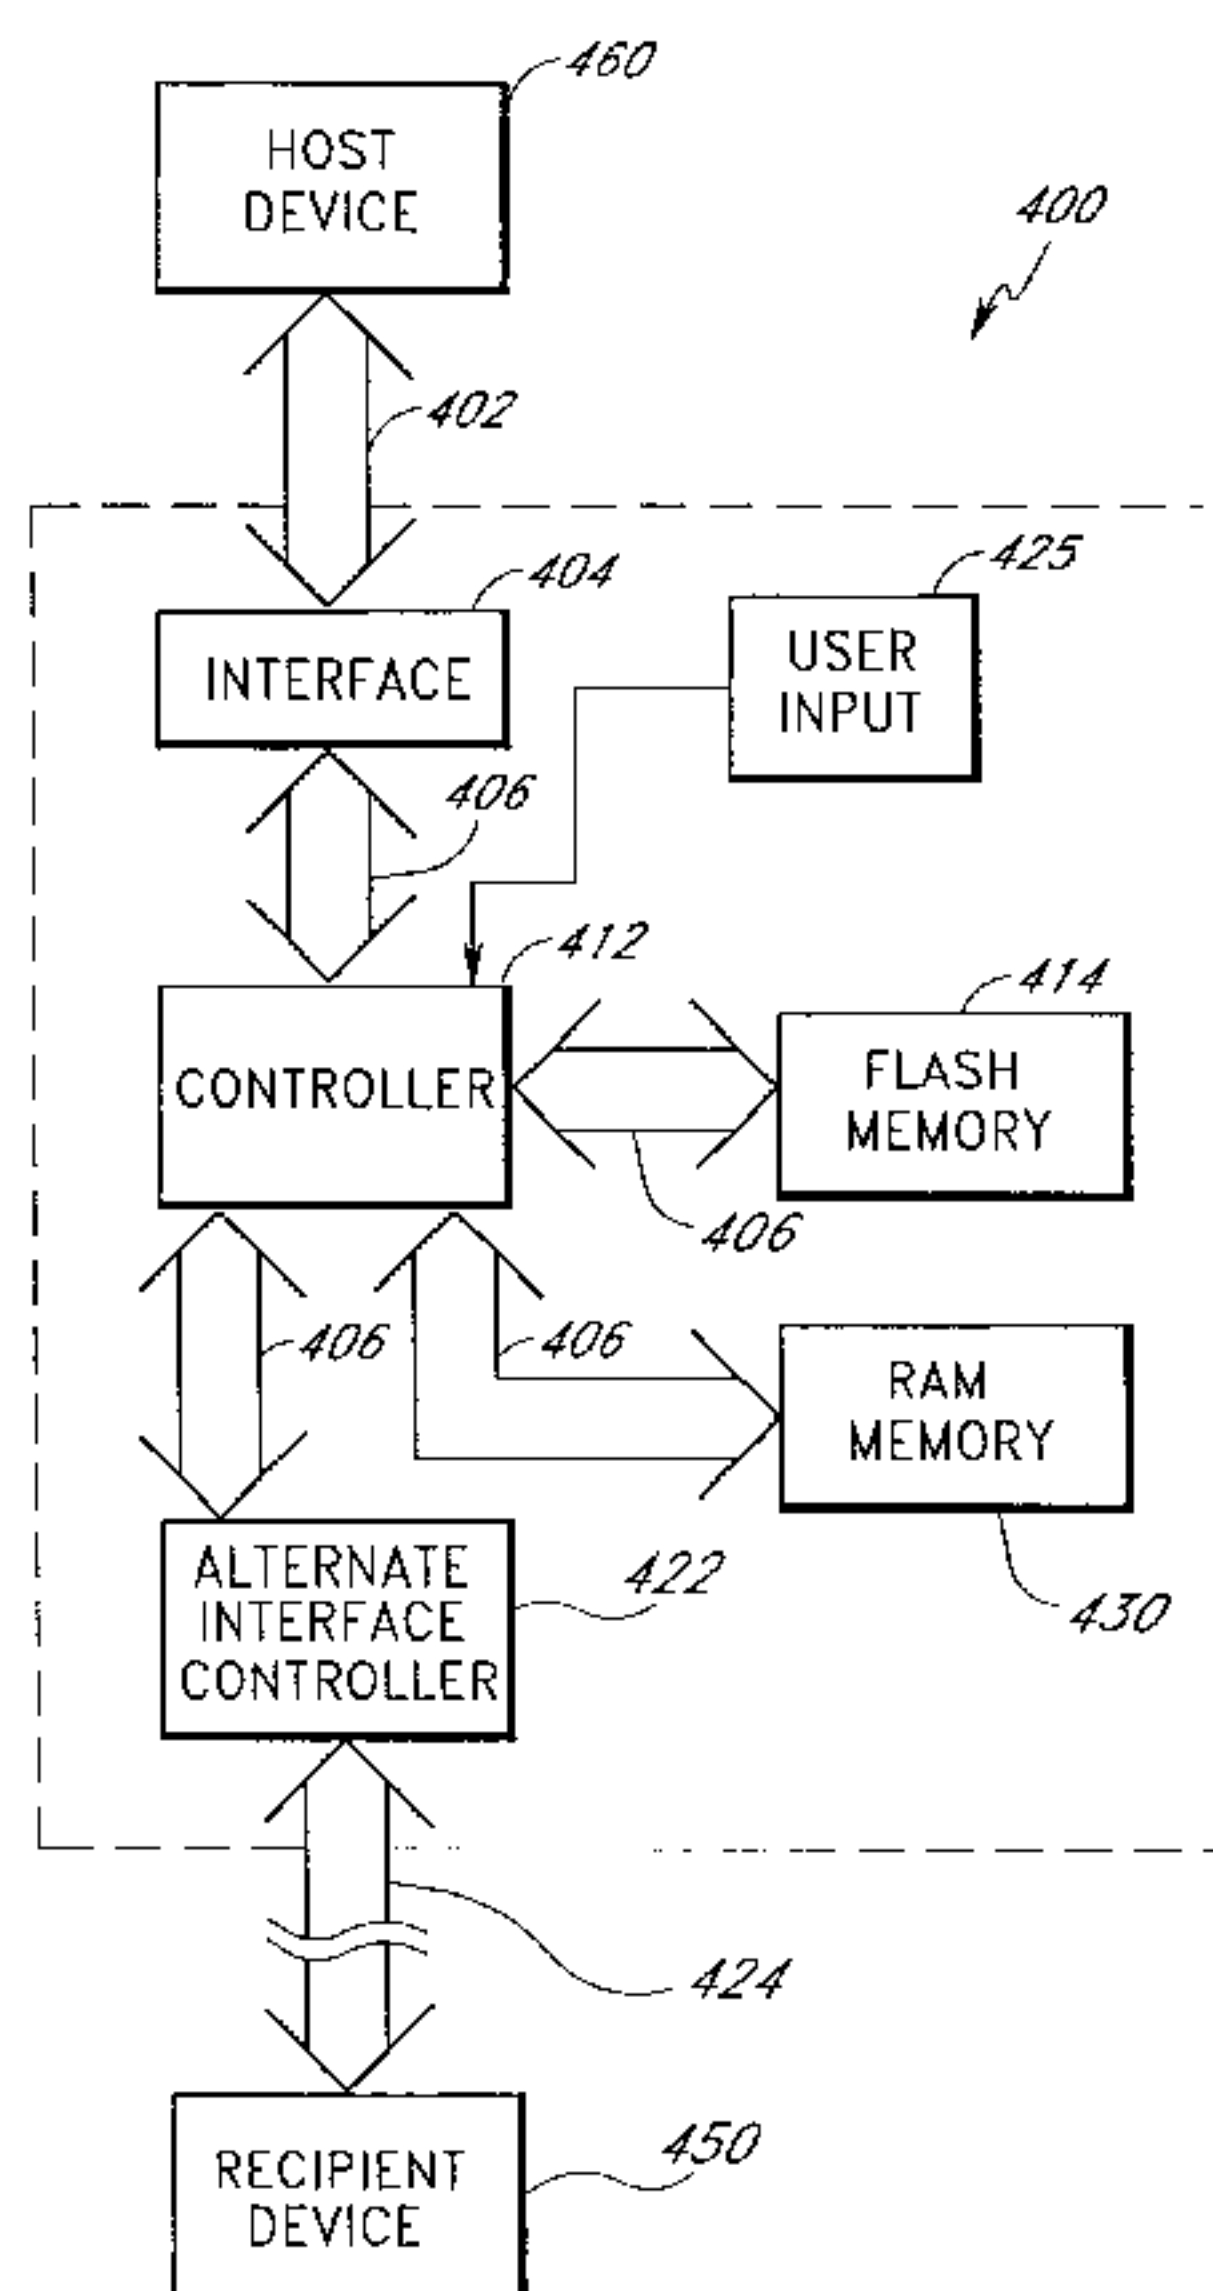 460
HOST
DEVICE
400
402
404
425
INTERFACE
USER
INPUT
406
412
414
CONTROLLER
FLASH
MEMORY
406
406
406
RAM
MEMORY
ALTERNATE
INTERFACE
CONTROLLER
422
430
424
450
RECIPIENT
DEVICE